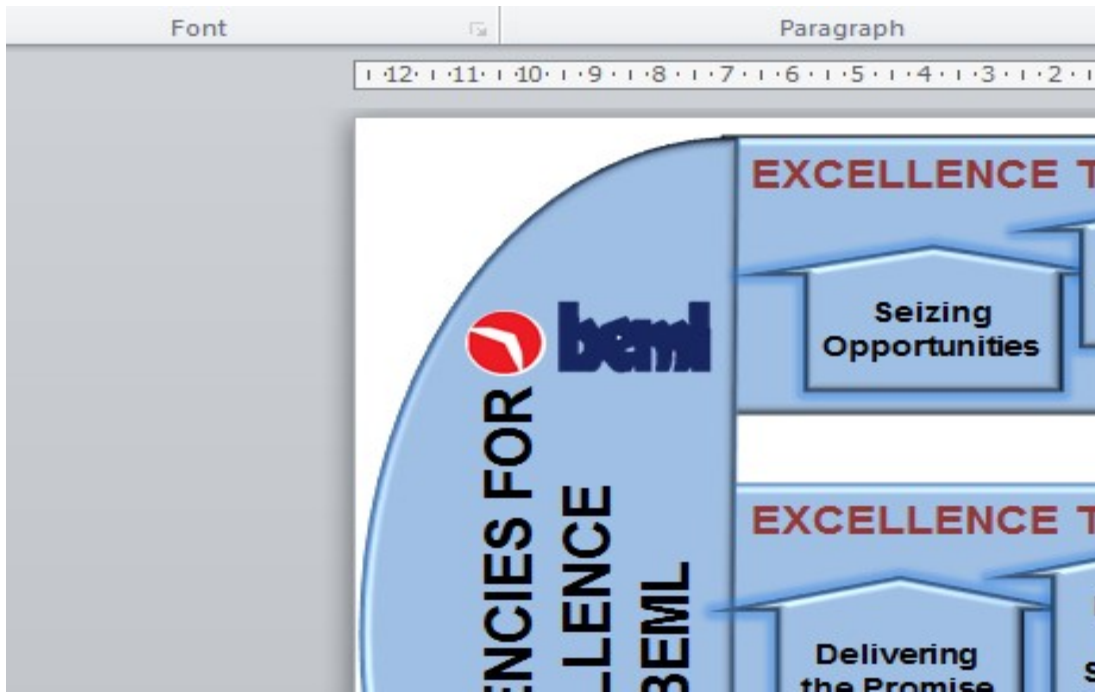 Font
Paragraph
12 11 10 9 8 7 6 5 4 3 2
EXCELLENCE T
Seizing
Opportunities
beml
ENCIES FOR
LLENCE
BEML
EXCELLENCE T
Delivering
the Promise